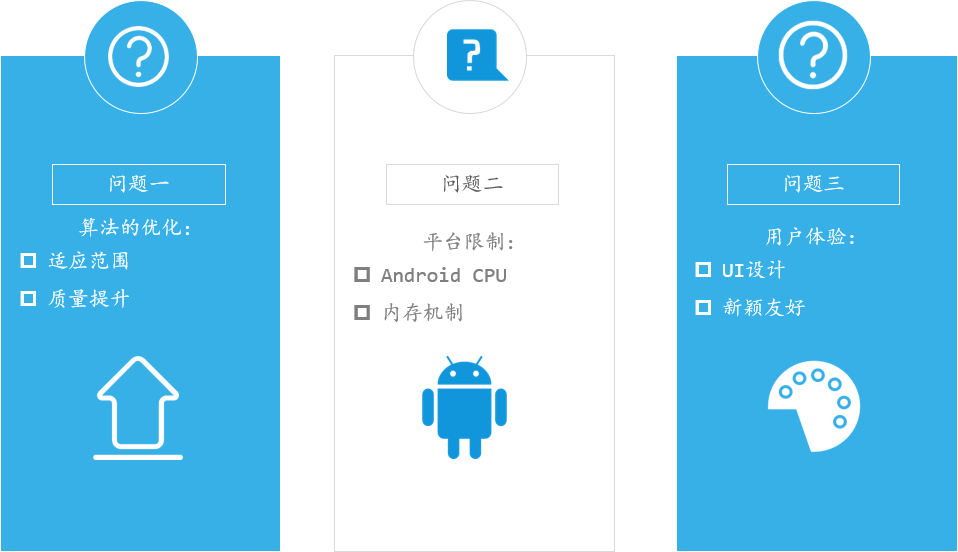 问题一
算法的优化：
适应范围
质量提升
?
问题二
平台限制：
Android CPU
内存机制
问题三
用户体验：
UI设计
新颖友好